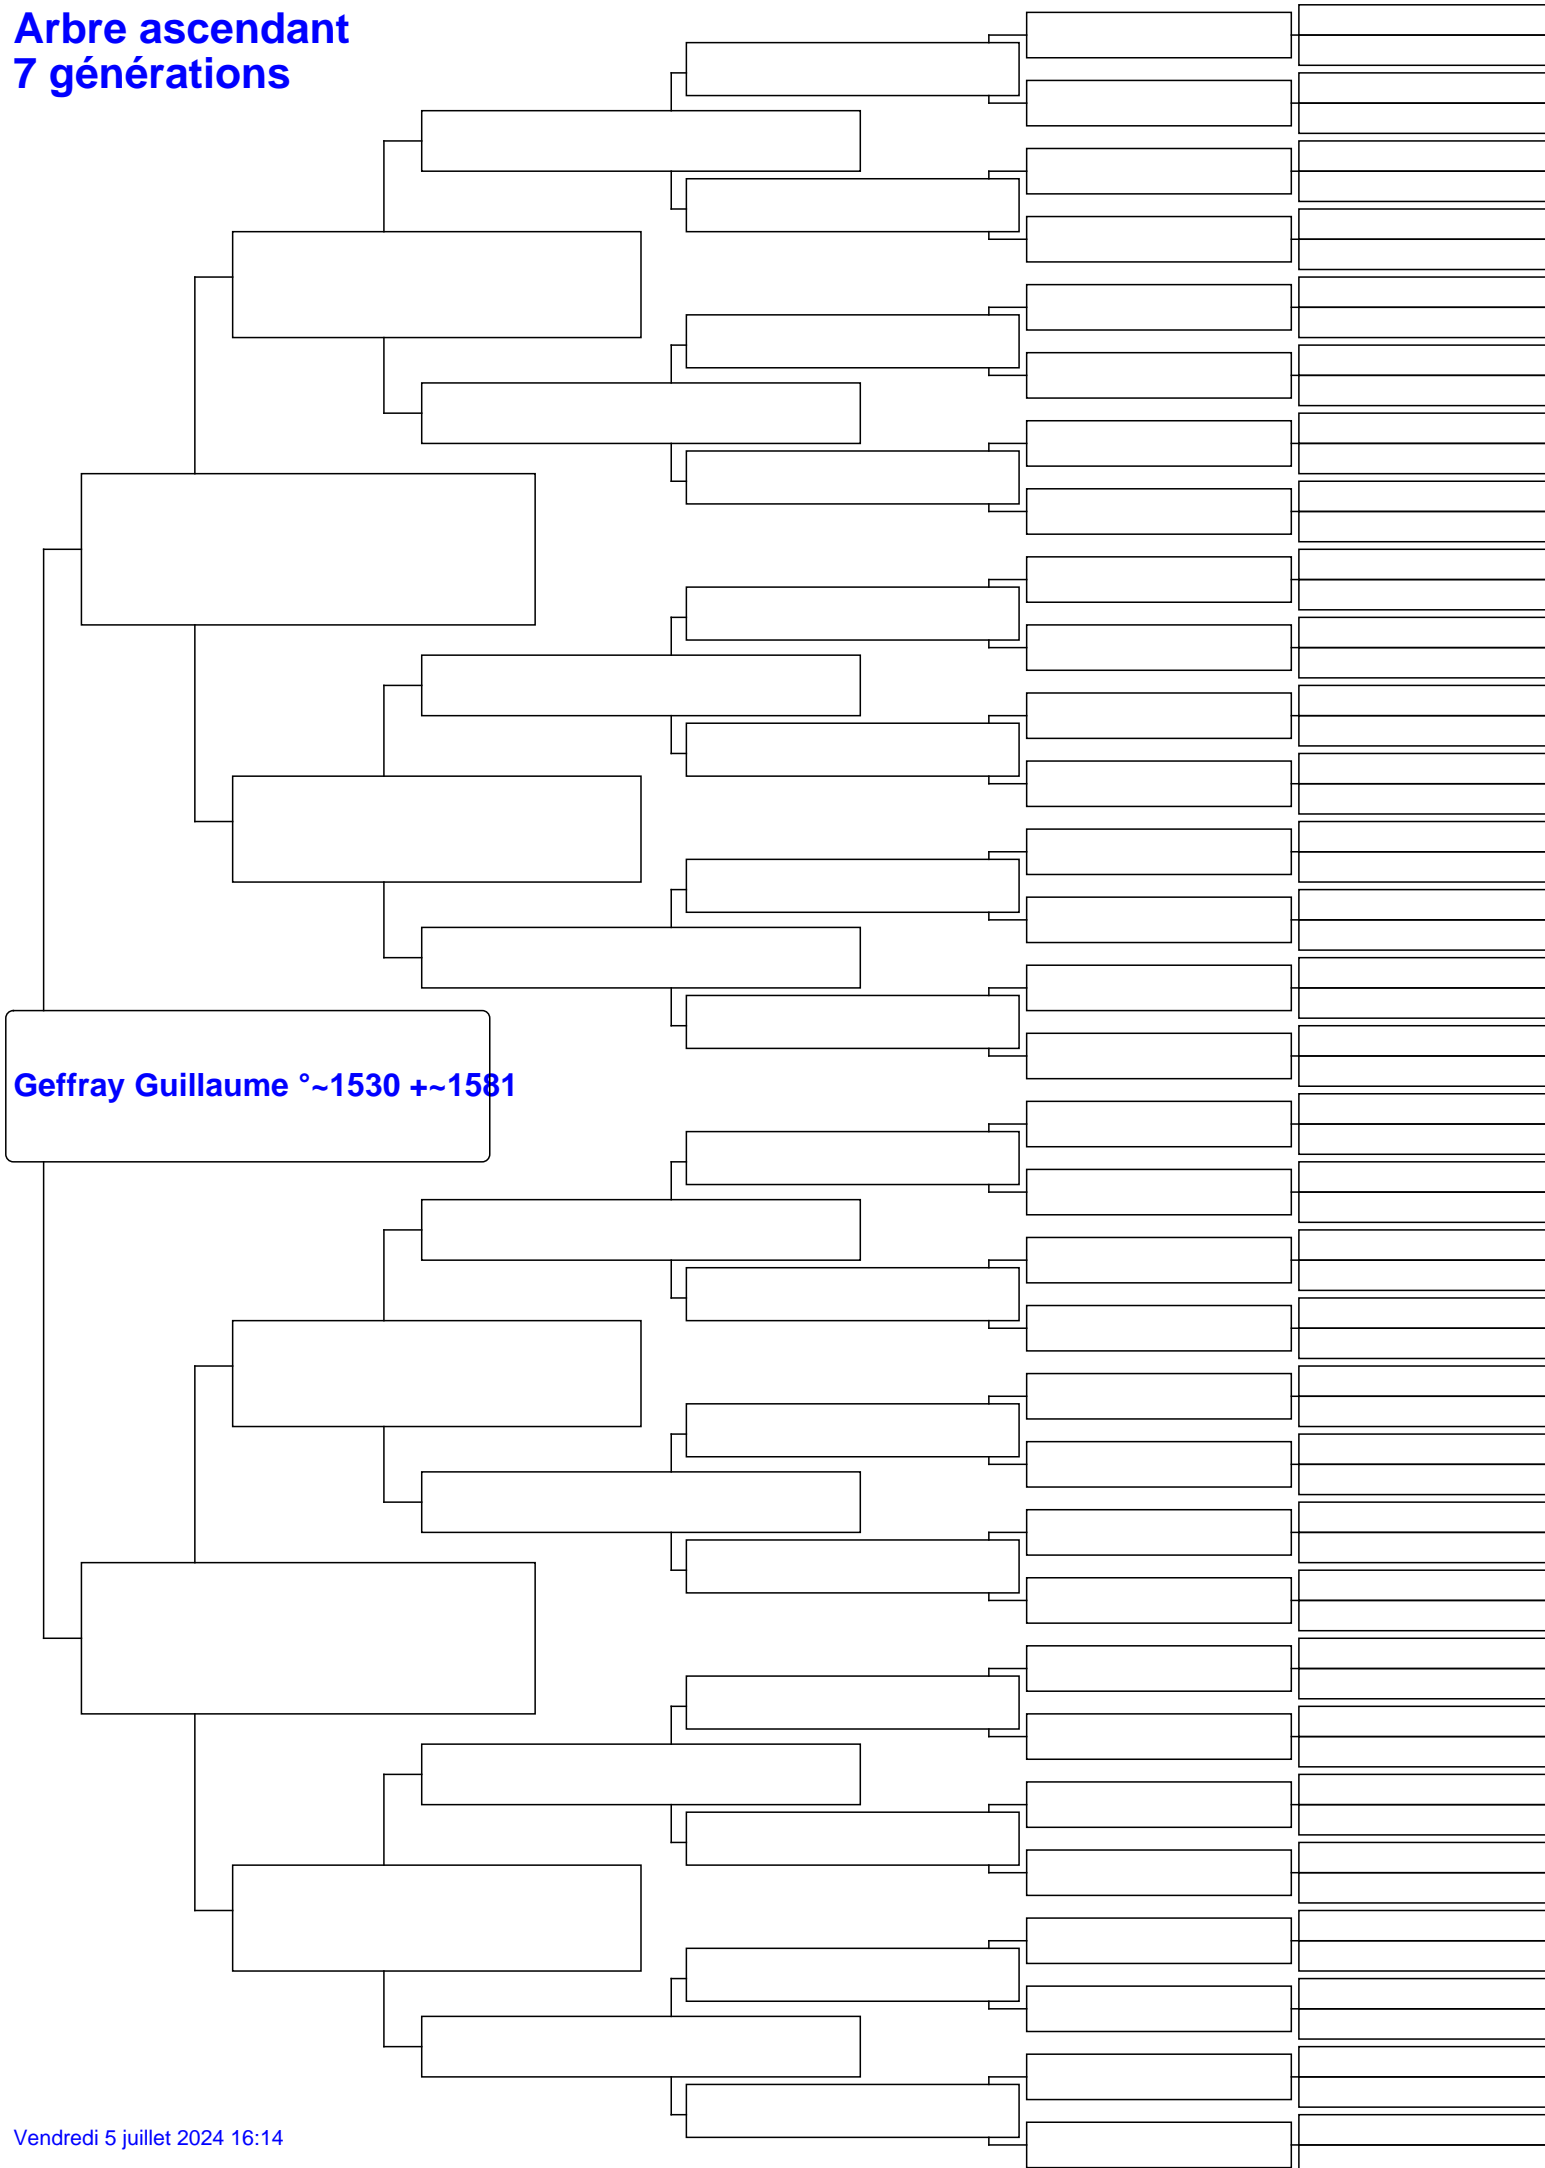 Arbre ascendant
7 générations
Geffray Guillaume °~1530 +~1581
Vendredi 5 juillet 2024 16:14